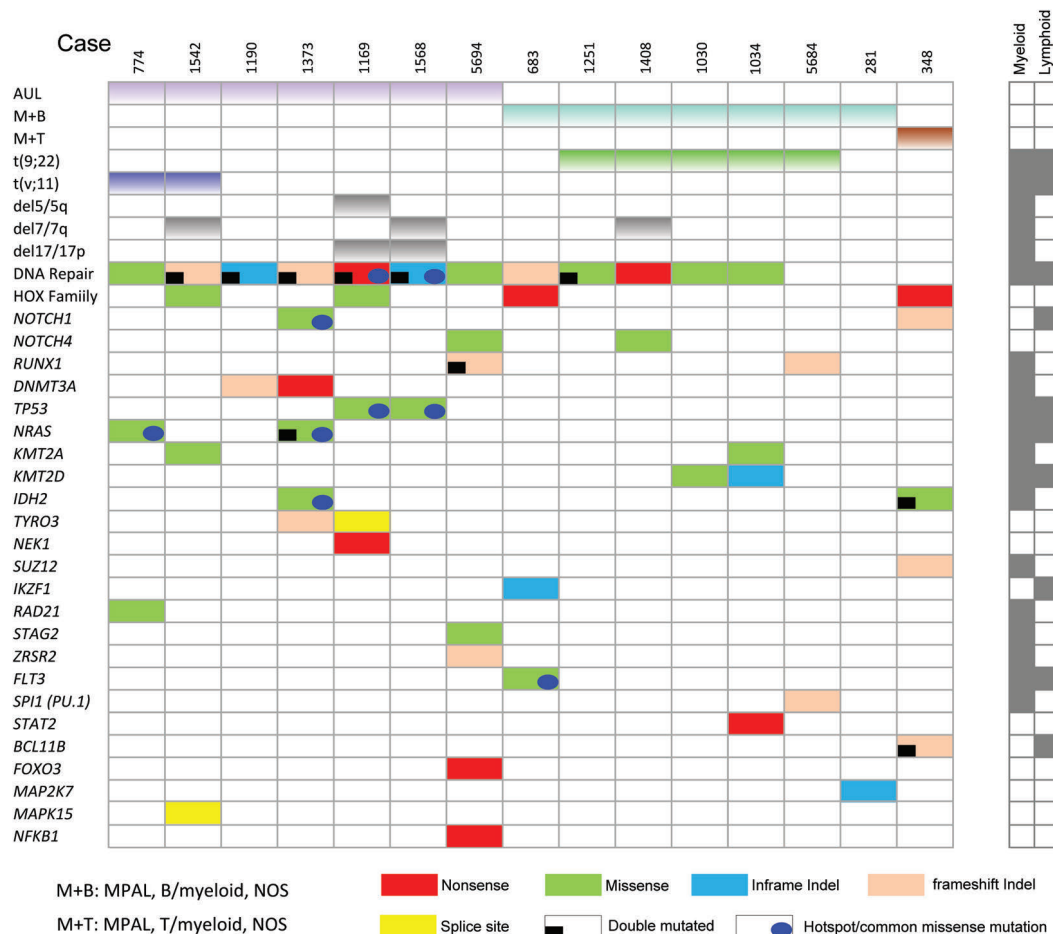 Case
774 1542 1190 1373 1169 1568 5694 683 1251 1408 1030 1034 5684 281 348 Myeloid Lymphoid
AUL
M+B
M+T
t(9;22)
t(v;11)
del5/5q
del7/7q
del17/17p
DNA Repair
HOX Famiily
NOTCH1
NOTCH4
RUNX1
DNMT3A
TP53
NRAS
KMT2A
KMT2D
IDH2
TYRO3
NEK1
SUZ12
IKZF1
RAD21
STAG2
ZRSR2
FLT3
SPI1 (PU.1)
STAT2
BCL11B
FOXO3
MAP2K7
MAPK15
NFKB1
M+B: MPAL, B/myeloid, NOS Nonsense Missense Inframe Indel frameshift Indel
M+T: MPAL, T/myeloid, NOS Splice site Double mutated Hotspot/common missense mutation